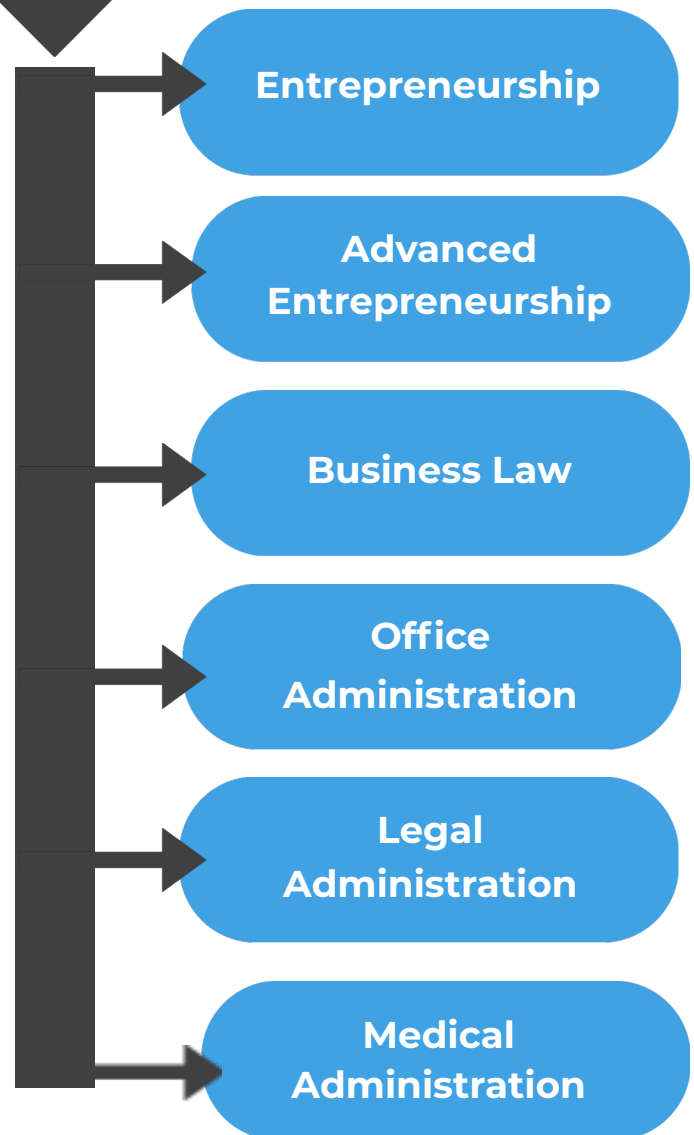 Entrepreneurship
Advanced
Entrepreneurship
Business Law
Office
Administration
Legal
Administration
Medical
Administration